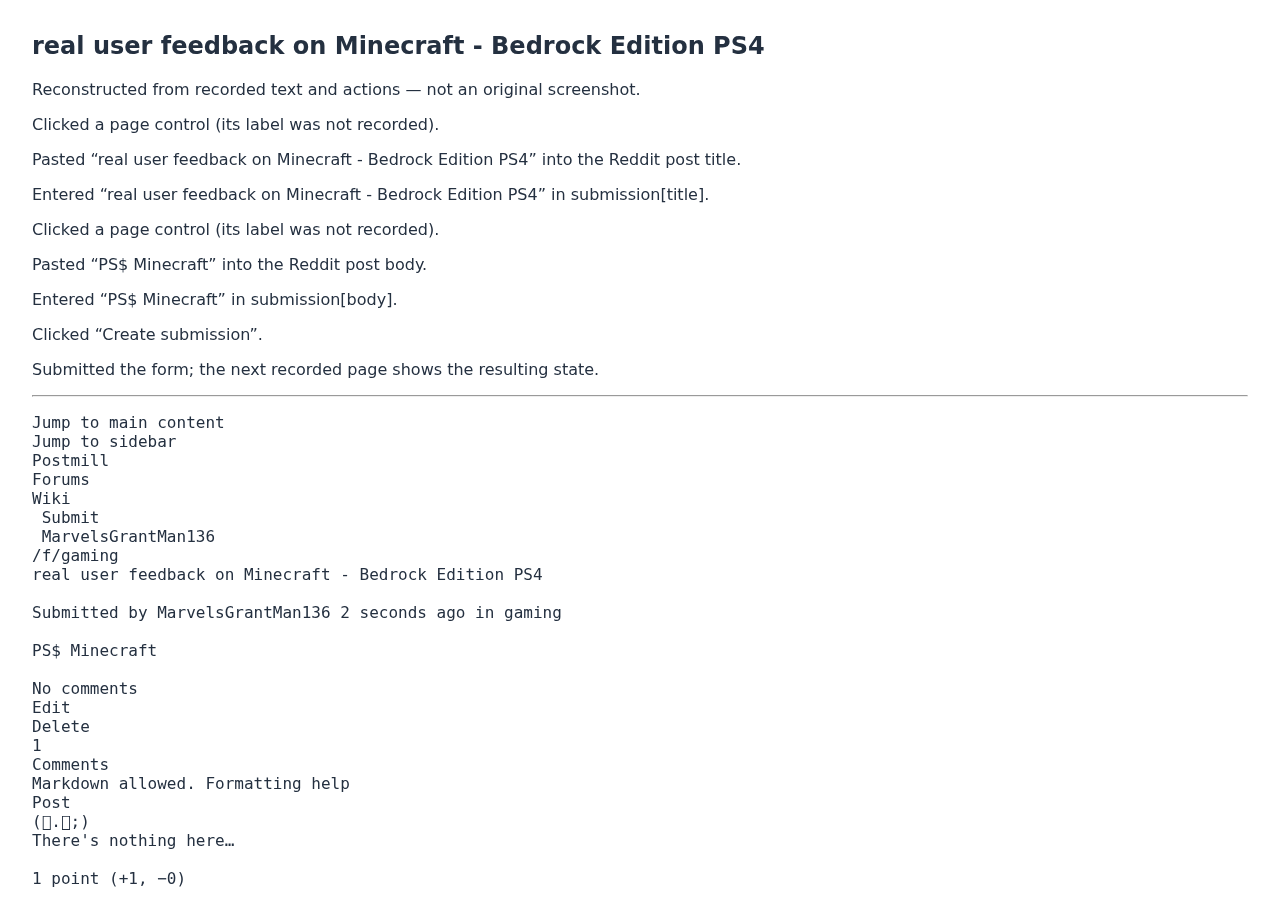 real user feedback on Minecraft - Bedrock Edition PS4
Reconstructed from recorded text and actions — not an original screenshot.
Clicked a page control (its label was not recorded).
Pasted “real user feedback on Minecraft - Bedrock Edition PS4” into the Reddit post title.
Entered “real user feedback on Minecraft - Bedrock Edition PS4” in submission[title].
Clicked a page control (its label was not recorded).
Pasted “PS$ Minecraft” into the Reddit post body.
Entered “PS$ Minecraft” in submission[body].
Clicked “Create submission”.
Submitted the form; the next recorded page shows the resulting state.
Jump to main content
Jump to sidebar
Postmill
Forums
Wiki
Submit
MarvelsGrantMan136
/f/gaming
real user feedback on Minecraft - Bedrock Edition PS4
Submitted by MarvelsGrantMan136 2 seconds ago in gaming
PS$ Minecraft
No comments
Edit
Delete
1
Comments
Markdown allowed. Formatting help
Post
(▯.▯;)
There's nothing here…
1 point (+1, −0)